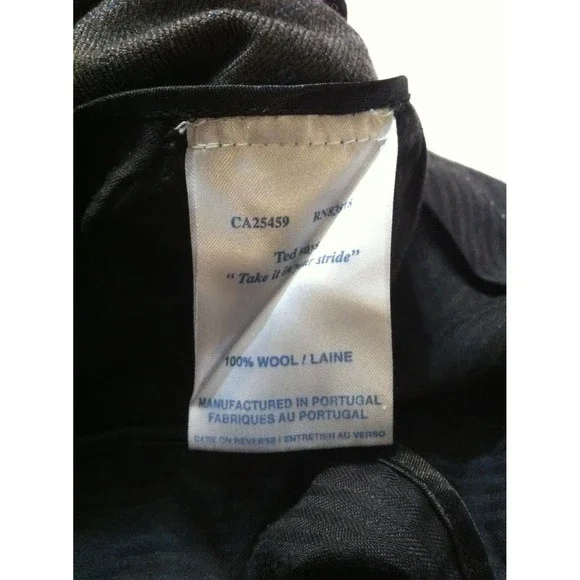 CA25459
Ted says
"Take it in your stride"
100% WOOL / LAINE
MANUFACTURED IN PORTUGAL
FABRIQUES AU PORTUGAL
CARE ON REVERSE / ENTRETIEN AU VERSO